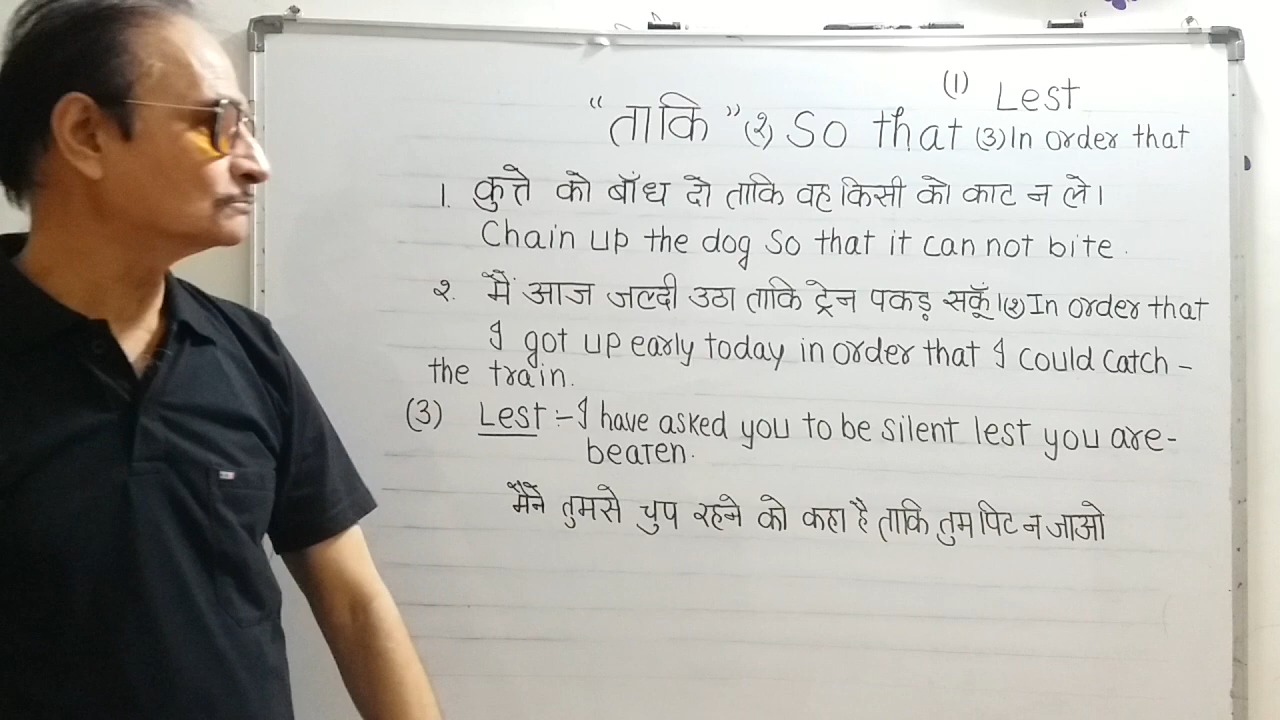 (1) Lest
"ताकि" (२) So that (3) In order that
1. कुत्ते को बाँध दो ताकि वह किसी को काट न ले।
Chain up the dog so that it can not bite.
२. मैं आज जल्दी उठा ताकि ट्रेन पकड़ सकूँ। (२) In order that
I got up early today in order that I could catch-
the train.
(3) Lest :- I have asked you to be silent lest you are-
beaten.
मैंने तुमसे चुप रहने को कहा है ताकि तुम पिट न जाओ